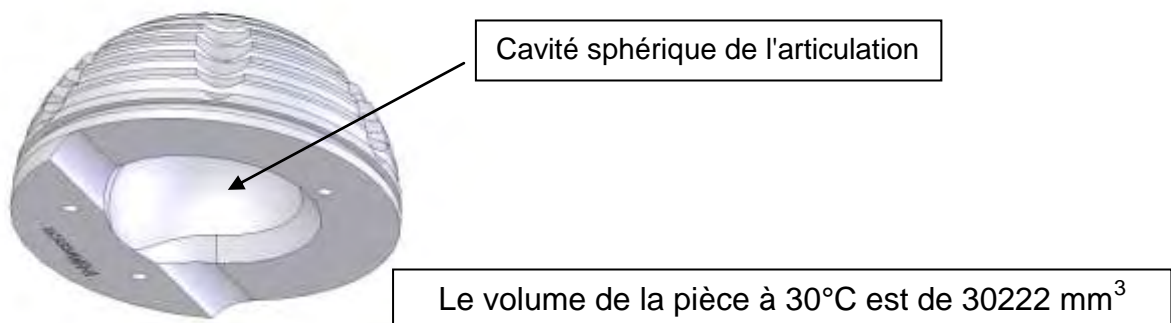 Cavité sphérique de l'articulation
Le volume de la pièce à 30°C est de 30222 mm³